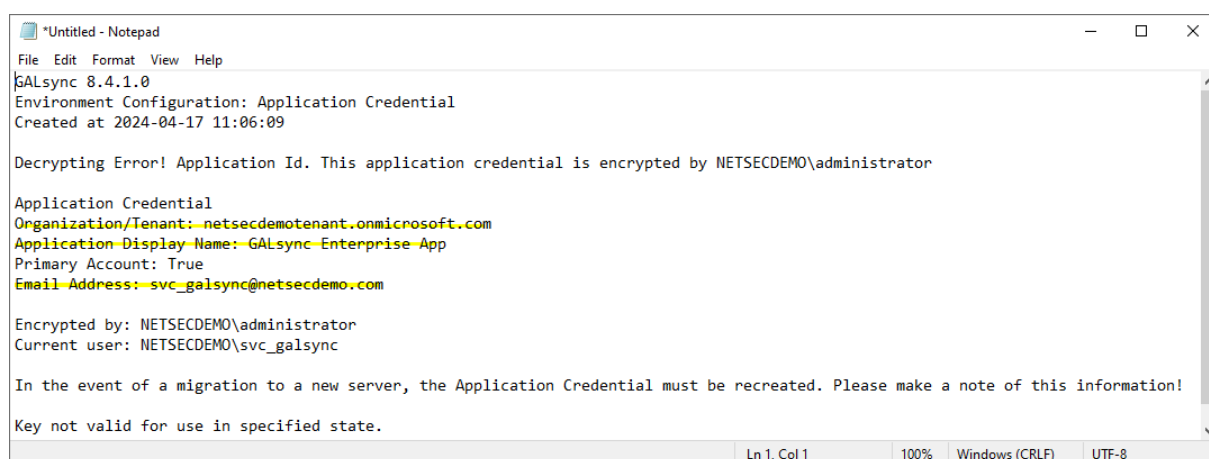 *Untitled - Notepad
File Edit Format View Help
GALsync 8.4.1.0
Environment Configuration: Application Credential
Created at 2024-04-17 11:06:09
Decrypting Error! Application Id. This application credential is encrypted by NETSECDEMO\administrator
Application Credential
Organization/Tenant: netsecdemotenant.onmicrosoft.com
Application Display Name: GALsync Enterprise App
Primary Account: True
Email Address: svc_galsync@netsecdemo.com
Encrypted by: NETSECDEMO\administrator
Current user: NETSECDEMO\svc_galsync
In the event of a migration to a new server, the Application Credential must be recreated. Please make a note of this information!
Key not valid for use in specified state.
Ln 1, Col 1 100% Windows (CRLF) UTF-8